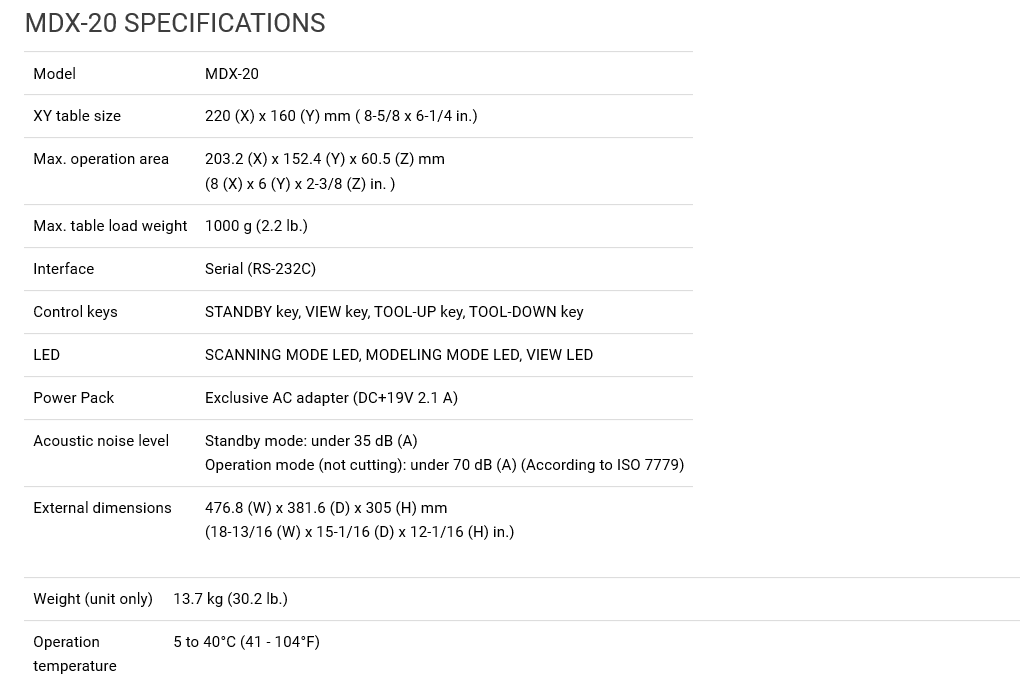 MDX-20 SPECIFICATIONS
Model MDX-20
XY table size 220 (X) x 160 (Y) mm ( 8-5/8 x 6-1/4 in.)
Max. operation area 203.2 (X) x 152.4 (Y) x 60.5 (Z) mm
(8 (X) x 6 (Y) x 2-3/8 (Z) in. )
Max. table load weight 1000 g (2.2 lb.)
Interface Serial (RS-232C)
Control keys STANDBY key, VIEW key, TOOL-UP key, TOOL-DOWN key
LED SCANNING MODE LED, MODELING MODE LED, VIEW LED
Power Pack Exclusive AC adapter (DC+19V 2.1 A)
Acoustic noise level Standby mode: under 35 dB (A)
Operation mode (not cutting): under 70 dB (A) (According to ISO 7779)
External dimensions 476.8 (W) x 381.6 (D) x 305 (H) mm
(18-13/16 (W) x 15-1/16 (D) x 12-1/16 (H) in.)
Weight (unit only) 13.7 kg (30.2 lb.)
Operation 5 to 40°C (41 - 104°F)
temperature